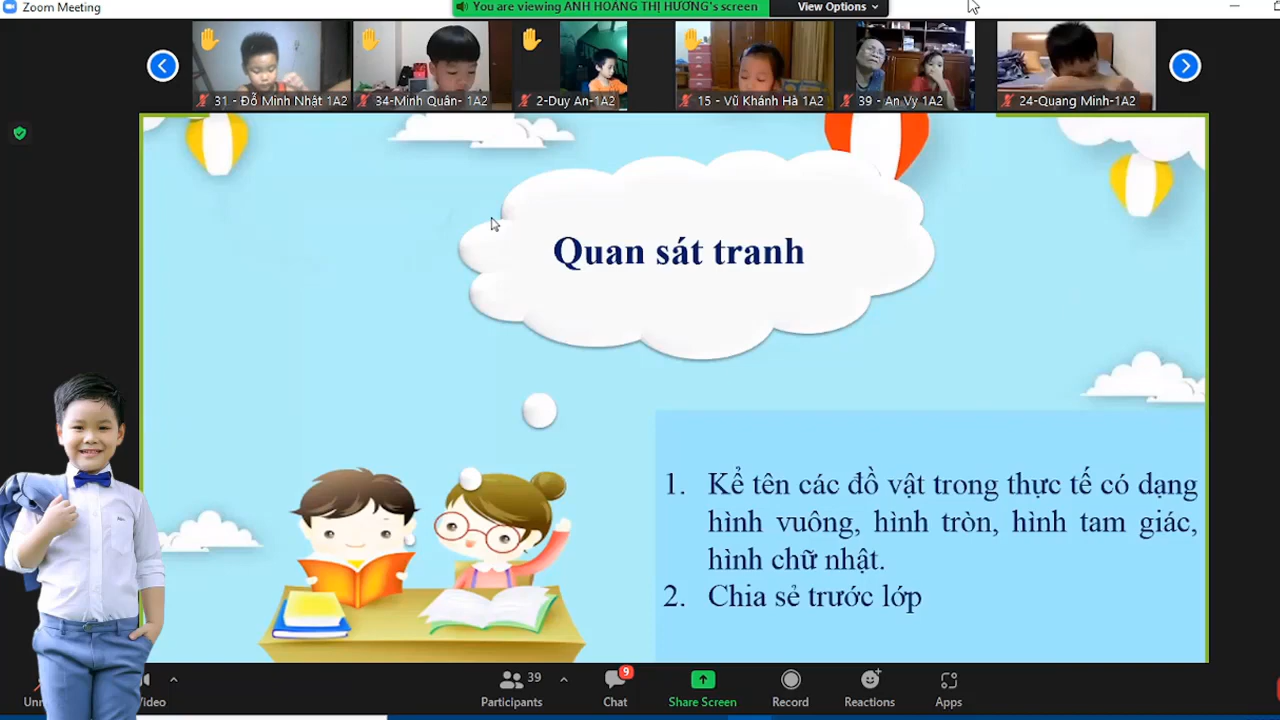 Zoom Meeting
You are viewing ANH HOÀNG THỊ HƯƠNG's screen
View Options
31 - Đỗ Minh Nhật 1A2
34-Minh Quân- 1A2
2-Duy An-1A2
15 - Vũ Khánh Hà 1A2
39 - An Vy 1A2
24-Quang Minh-1A2
Quan sát tranh
1. Kể tên các đồ vật trong thực tế có dạng
hình vuông, hình tròn, hình tam giác,
hình chữ nhật.
2. Chia sẻ trước lớp
39
9
Participants
Chat
Share Screen
Record
Reactions
Apps